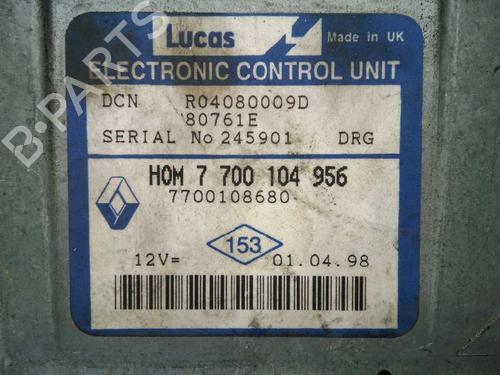 Lucas Made in UK
ELECTRONIC CONTROL UNIT
DCN R04080009D
80761E
SERIAL No 245901 DRG
HOM 7 700 104 956
7700108680
153
12V= 01.04.98
B-PARTS